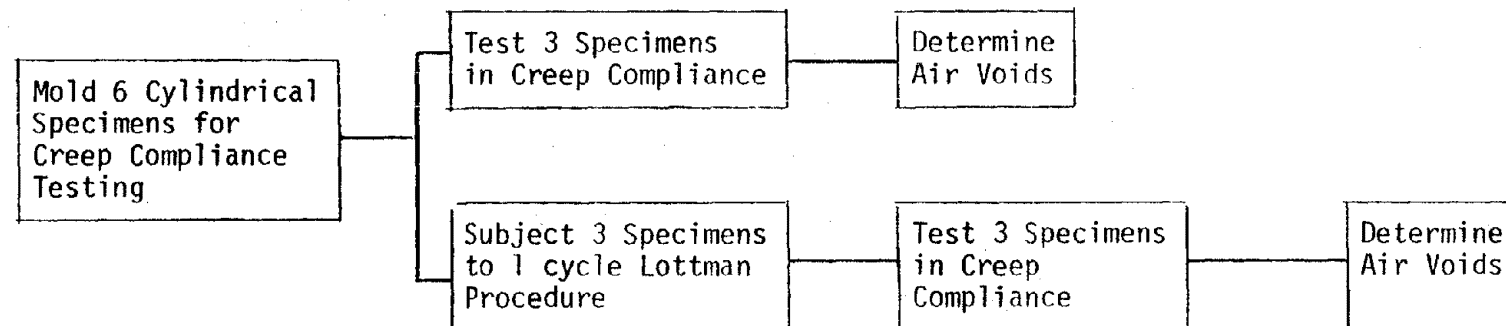 Mold 6 Cylindrical
Specimens for
Creep Compliance
Testing
Test 3 Specimens
in Creep Compliance
Determine
Air Voids
Subject 3 Specimens
to 1 cycle Lottman
Procedure
Test 3 Specimens
in Creep
Compliance
Determine
Air Voids